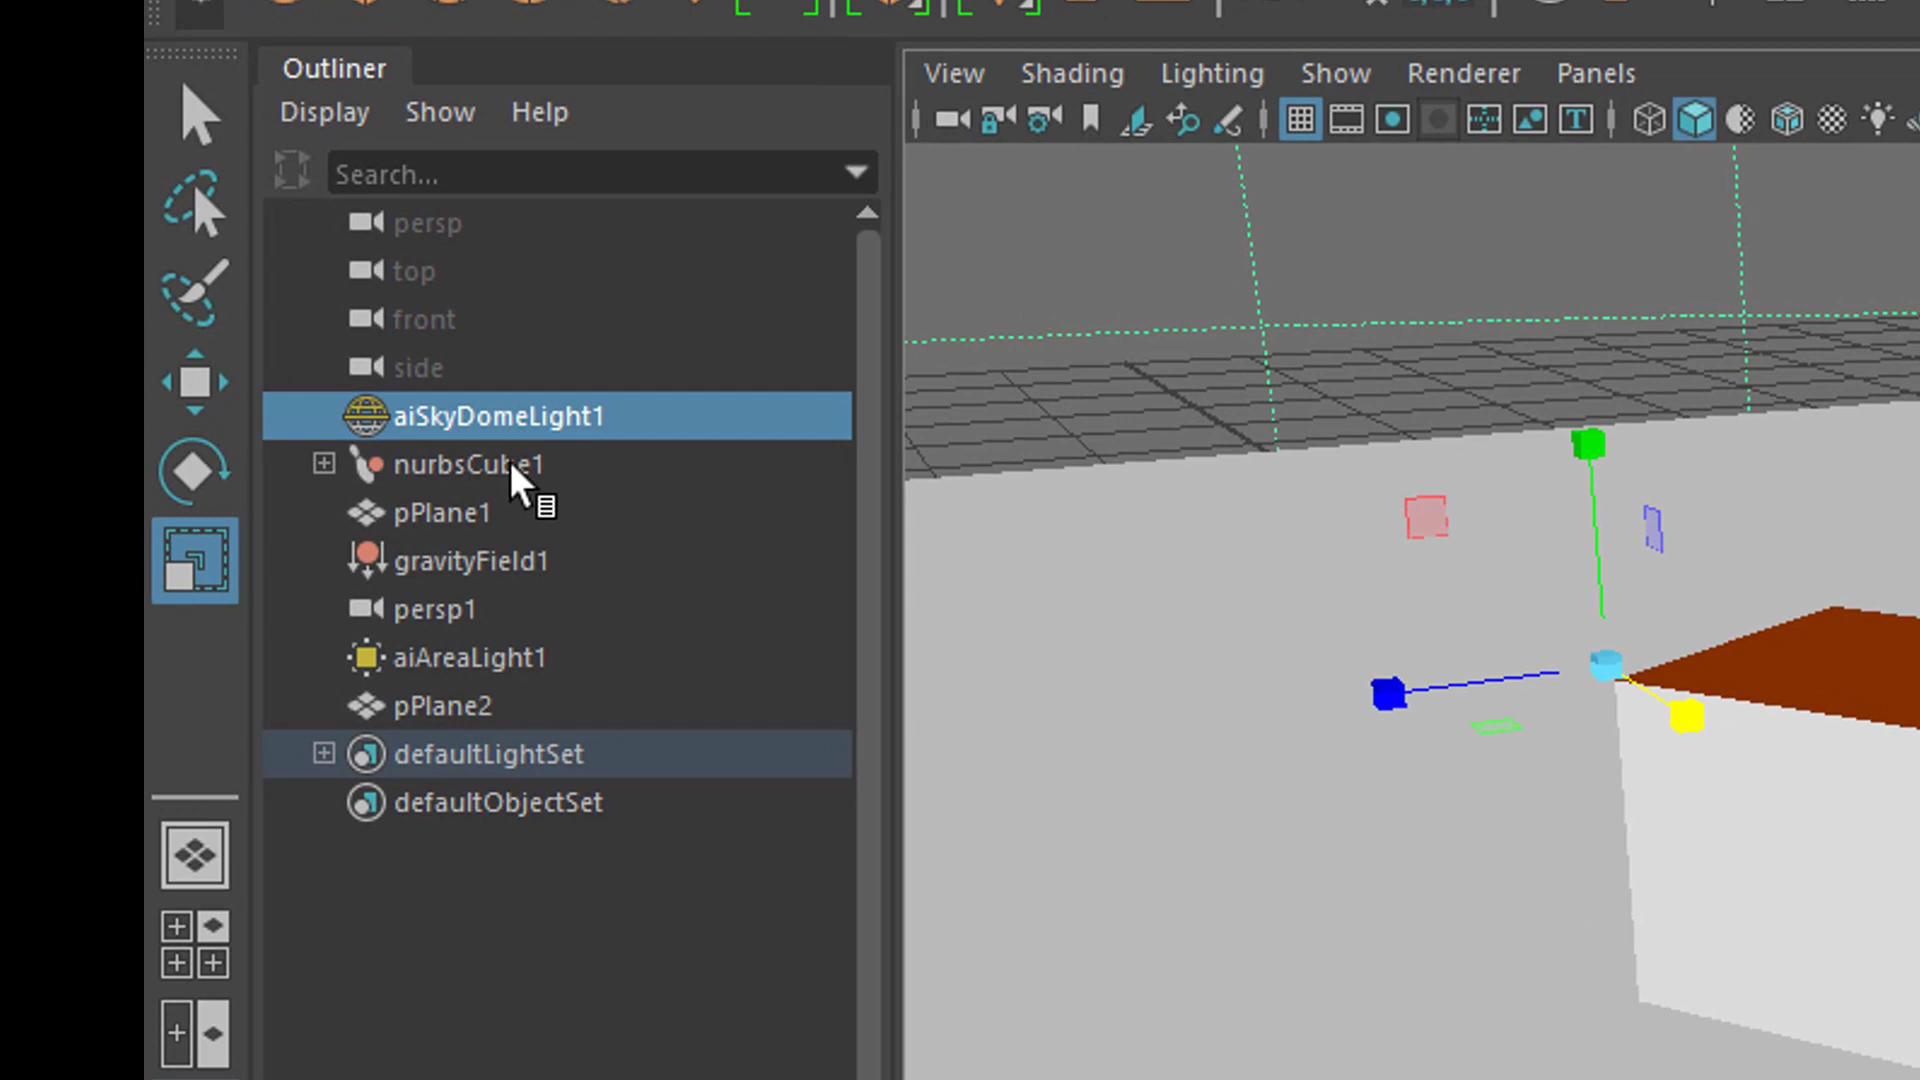 Outliner
View Shading Lighting Show Renderer Panels
Display Show Help
Search...
persp
top
front
side
aiSkyDomeLight1
nurbsCube1
pPlane1
gravityField1
persp1
aiAreaLight1
pPlane2
defaultLightSet
defaultObjectSet